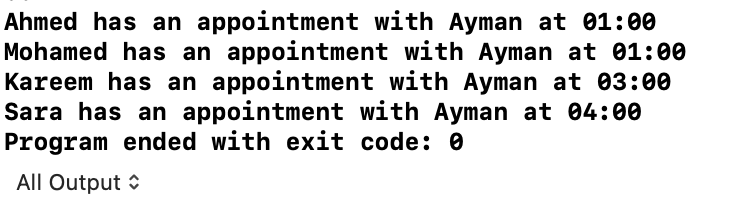 Ahmed has an appointment with Ayman at 01:00
Mohamed has an appointment with Ayman at 01:00
Kareem has an appointment with Ayman at 03:00
Sara has an appointment with Ayman at 04:00
Program ended with exit code: 0
All Output